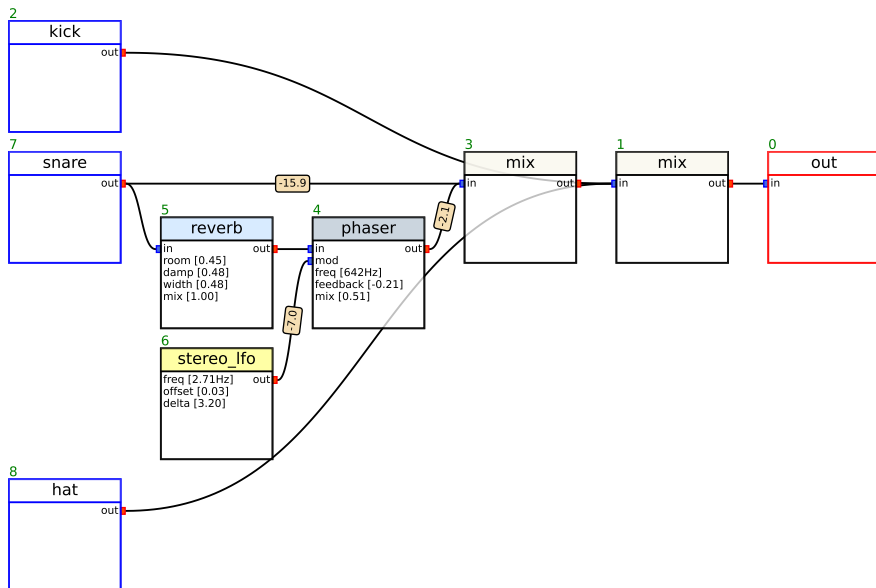 2
kick
out
7
snare
out
-15.9
3
mix
in
out
1
mix
in
out
0
out
in
5
reverb
in
out
room [0.45]
damp [0.48]
width [0.48]
mix [1.00]
4
phaser
in
out
mod
freq [642Hz]
feedback [-0.21]
mix [0.51]
-2.1
-7.0
6
stereo_lfo
freq [2.71Hz]
out
offset [0.03]
delta [3.20]
8
hat
out